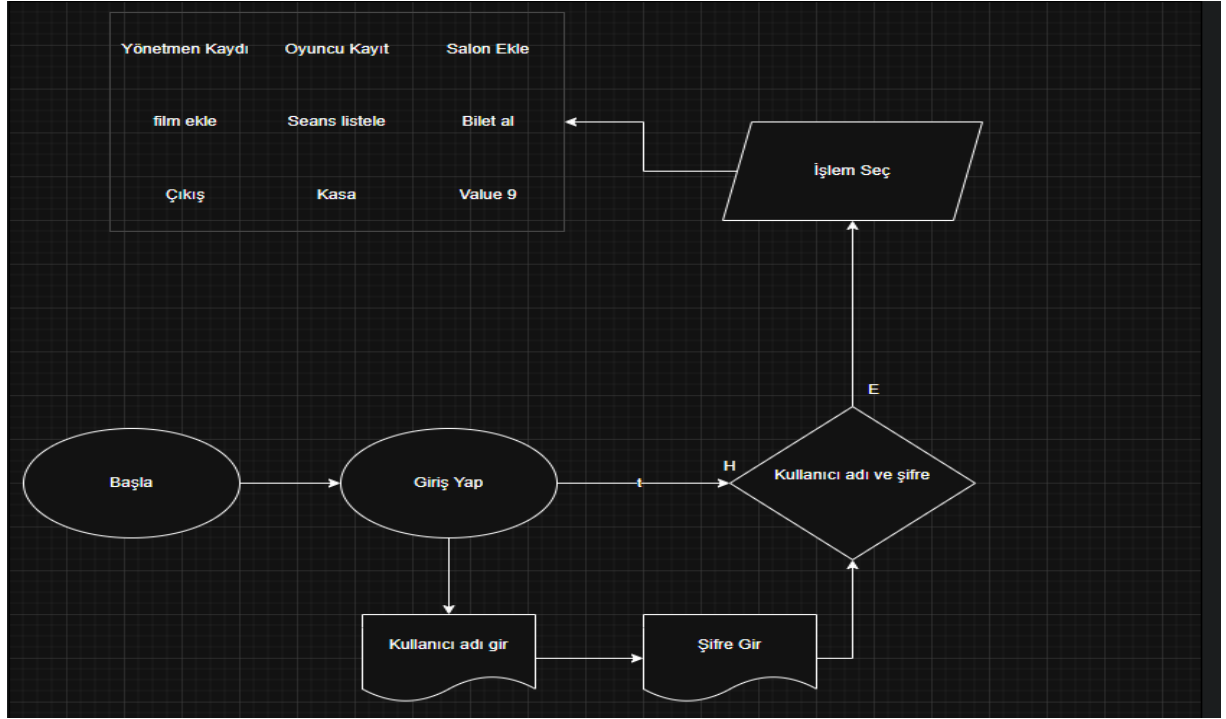 Yönetmen Kaydı Oyuncu Kayıt Salon Ekle
film ekle Seans listele Bilet al
Çıkış Kasa Value 9
İşlem Seç
E
H
Kullanıcı adı ve şifre
Başla
Giriş Yap
t
Kullanıcı adı gir
Şifre Gir